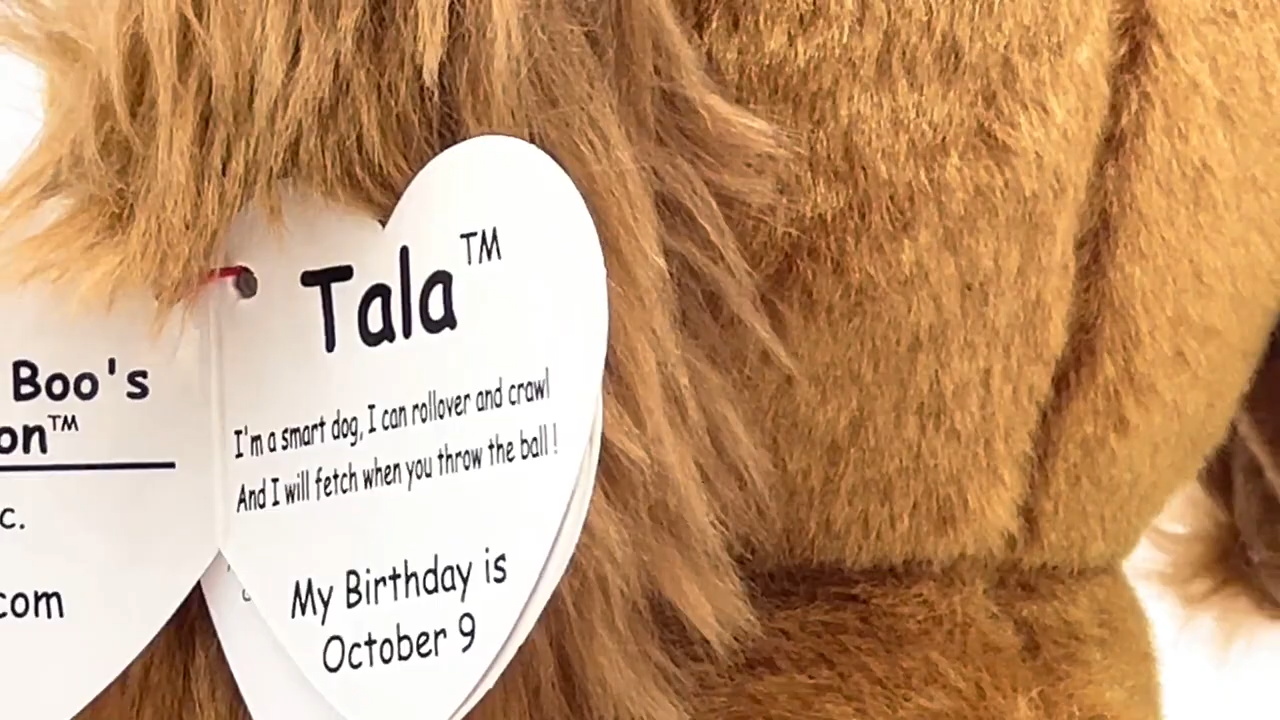 Boo's
on™
c.
com
Tala™
I'm a smart dog, I can rollover and crawl
And I will fetch when you throw the ball !
My Birthday is
October 9